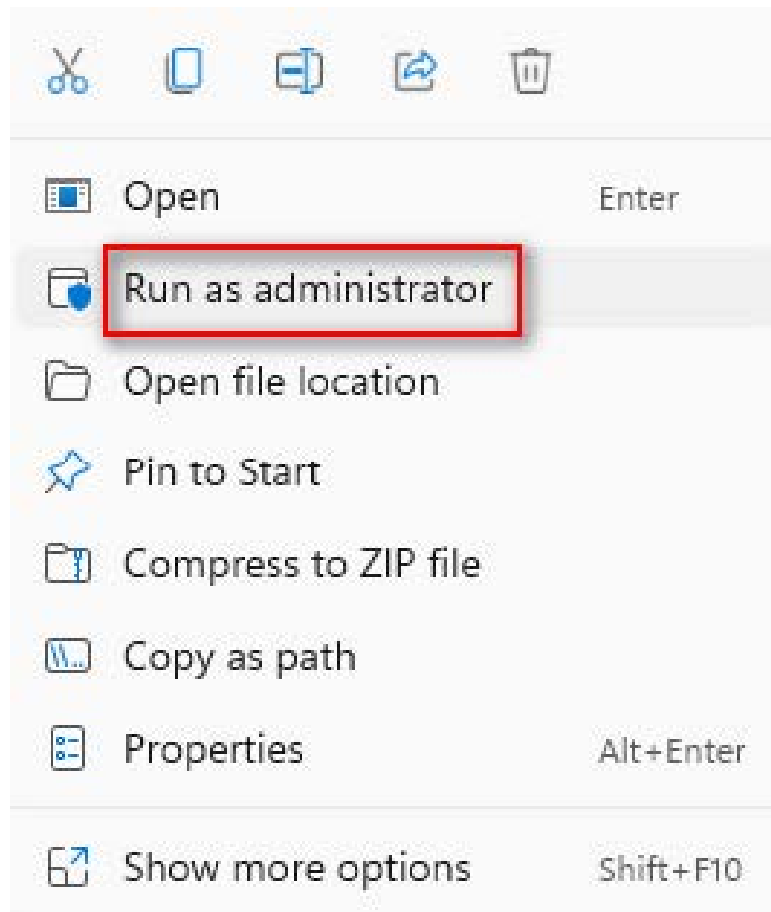 Open Enter
Run as administrator
Open file location
Pin to Start
Compress to ZIP file
Copy as path
Properties Alt+Enter
Show more options Shift+F10